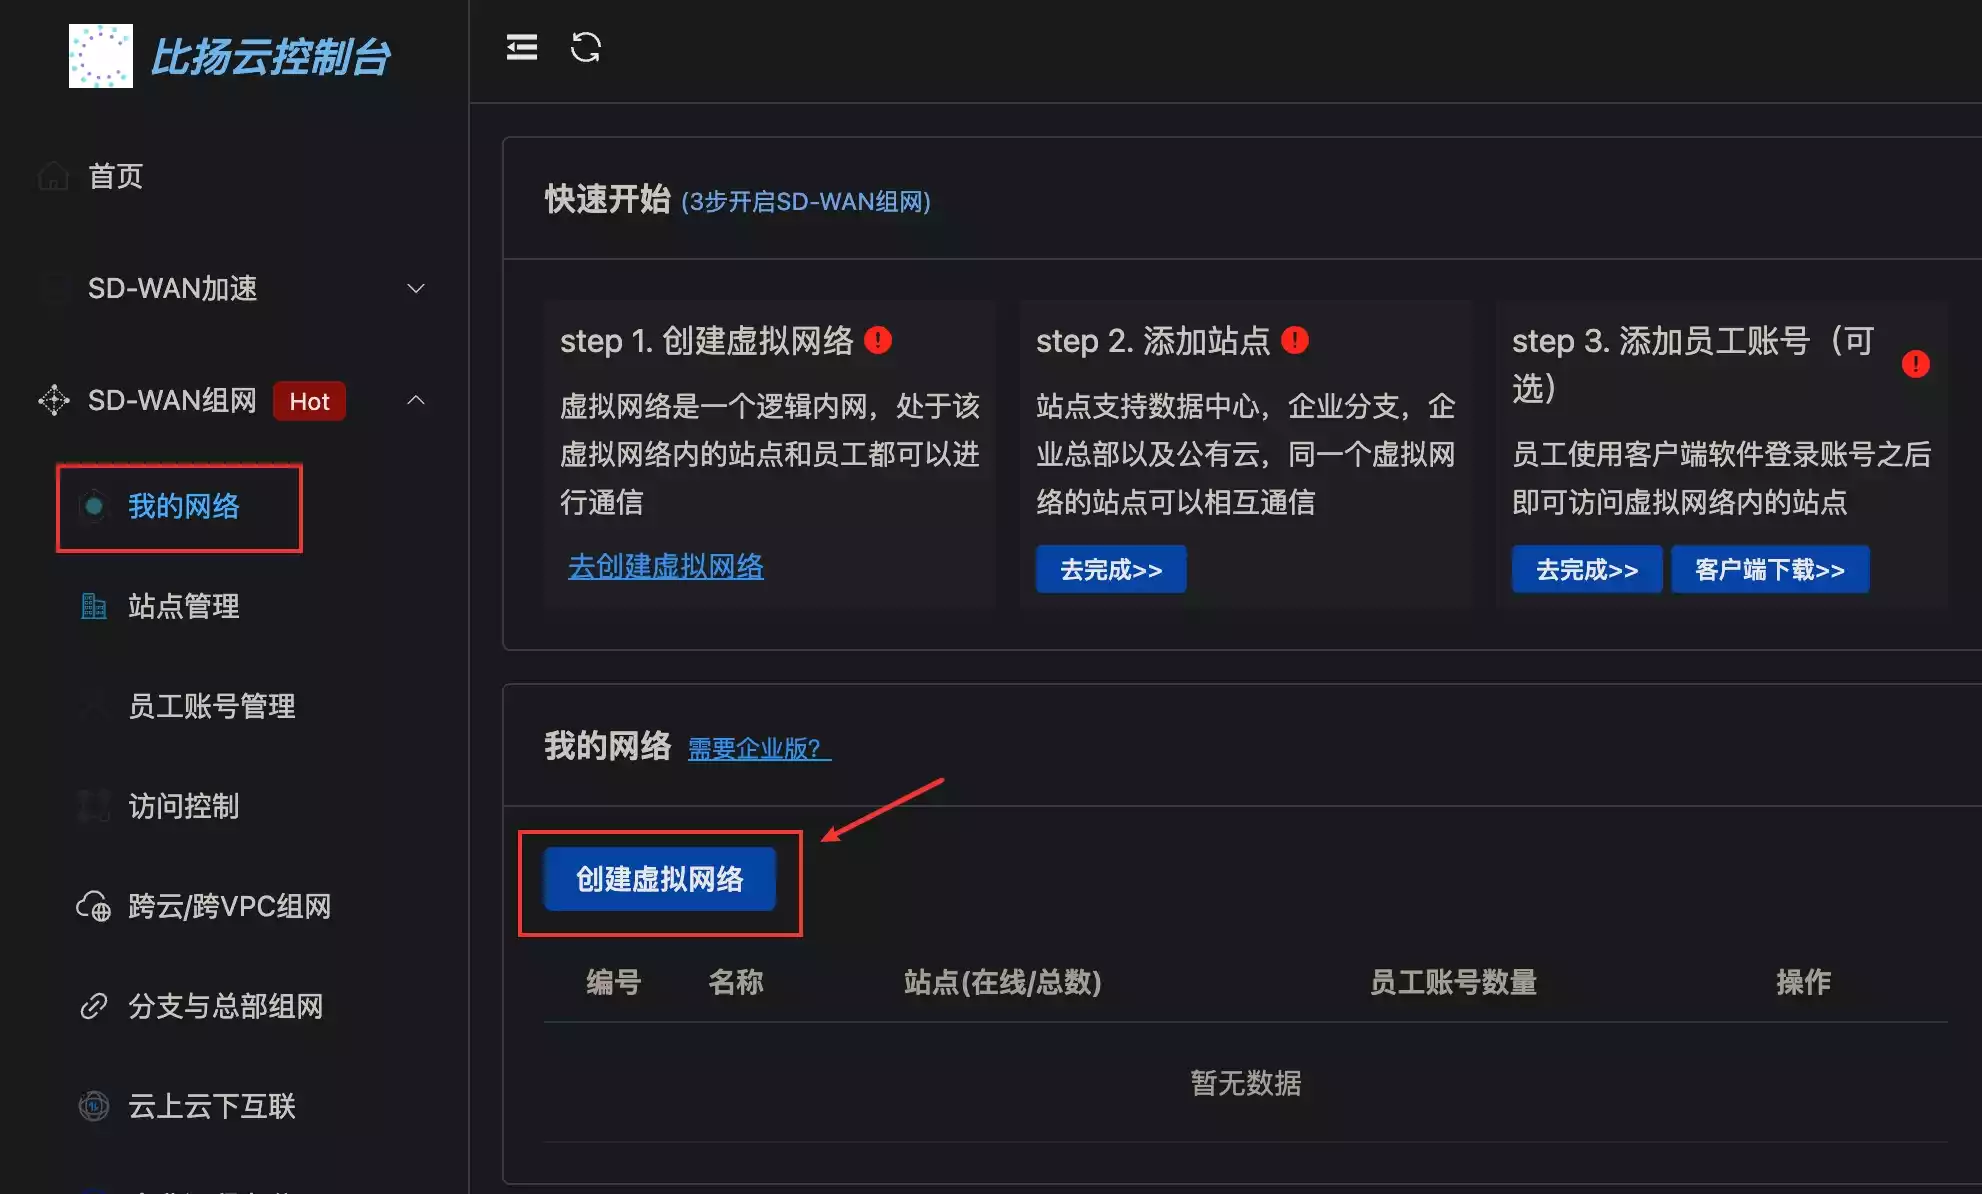 比扬云控制台
首页
SD-WAN加速
SD-WAN组网 Hot
我的网络
站点管理
员工账号管理
访问控制
跨云/跨VPC组网
分支与总部组网
云上云下互联
快速开始 (3步开启SD-WAN组网)
step 1. 创建虚拟网络
虚拟网络是一个逻辑内网，处于该
虚拟网络内的站点和员工都可以进
行通信
去创建虚拟网络
step 2. 添加站点
站点支持数据中心，企业分支，企
业总部以及公有云，同一个虚拟网
络的站点可以相互通信
去完成>>
step 3. 添加员工账号（可
选）
员工使用客户端软件登录账号之后
即可访问虚拟网络内的站点
去完成>> 客户端下载>>
我的网络 需要企业版？
创建虚拟网络
编号 名称 站点(在线/总数) 员工账号数量 操作
暂无数据